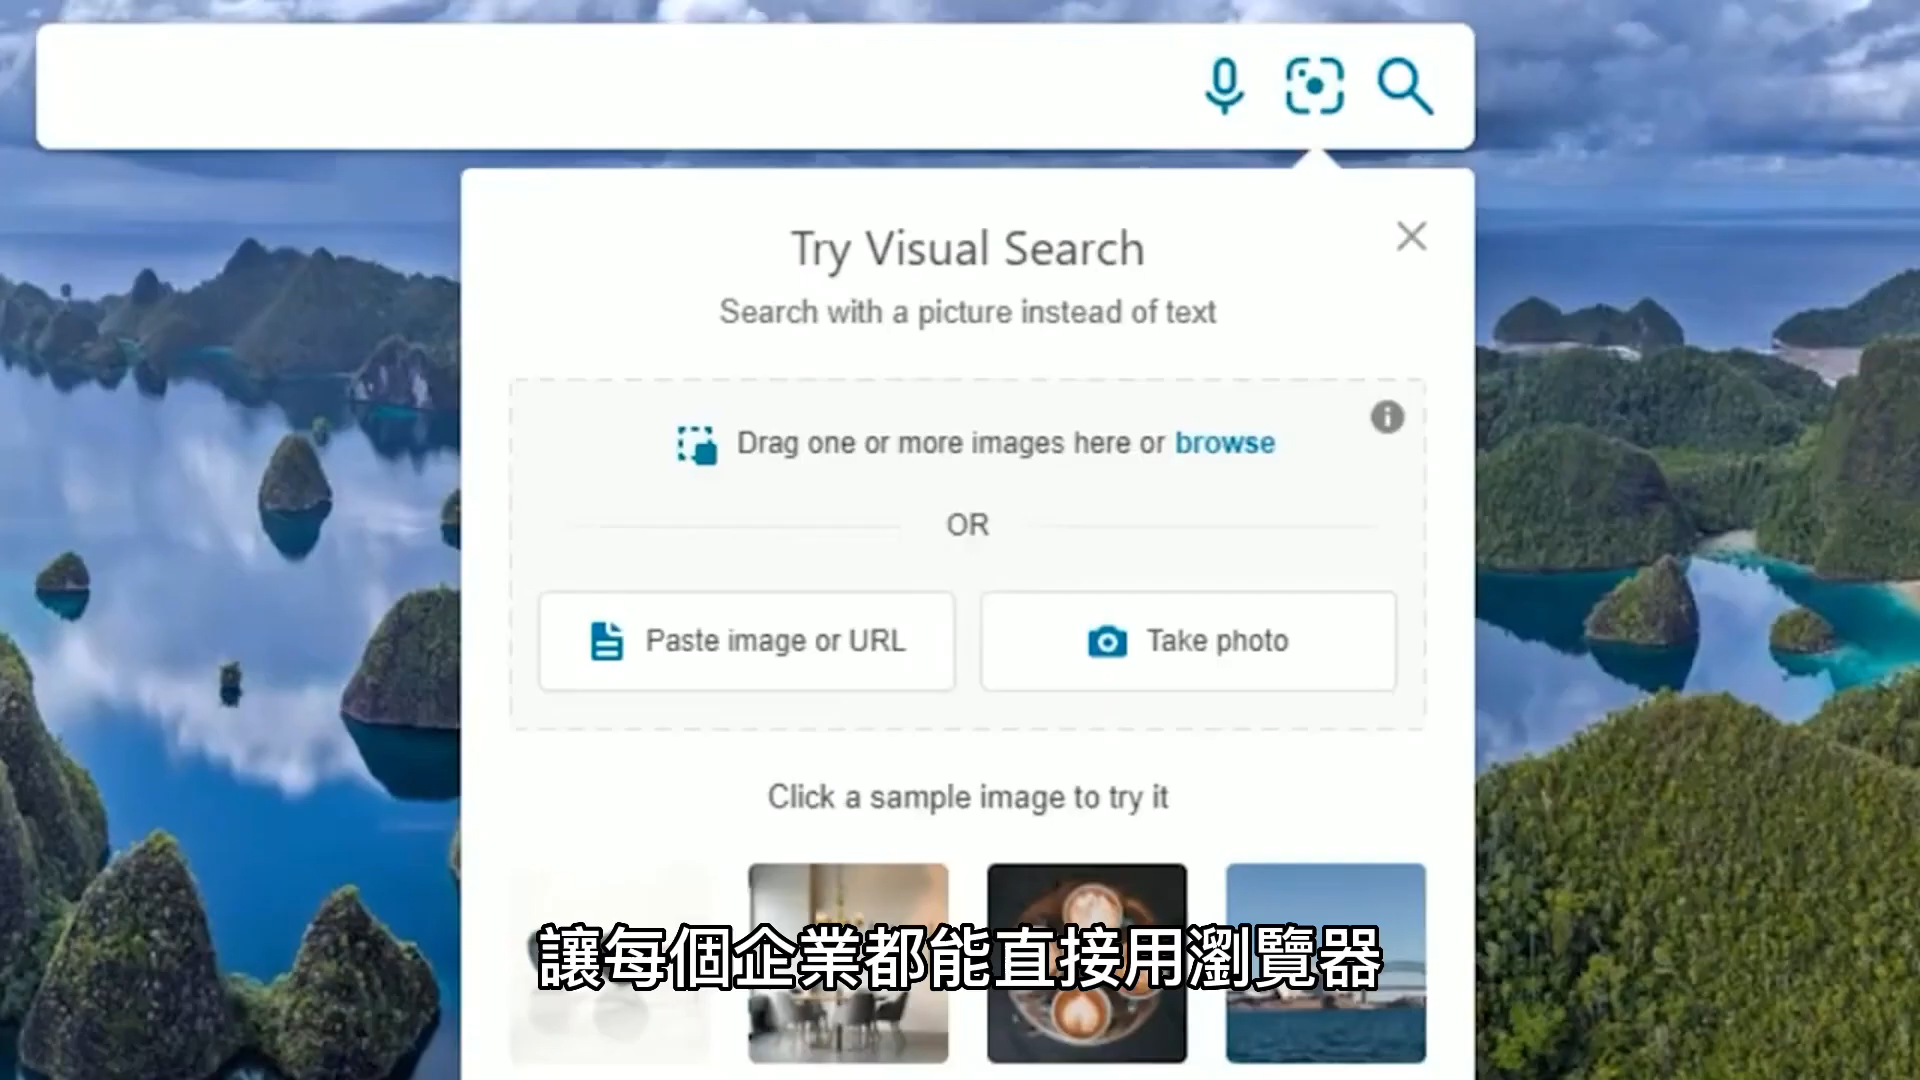 Try Visual Search
Search with a picture instead of text
Drag one or more images here or browse
OR
Paste image or URL
Take photo
Click a sample image to try it
讓每個企業都能直接用瀏覽器